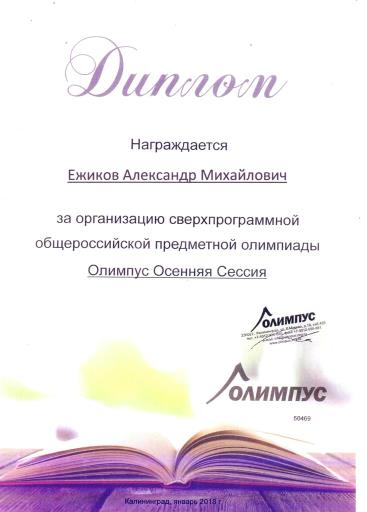 Диплом
Награждается
Ежиков Александр Михайлович
за организацию сверхпрограммной
общероссийской предметной олимпиады
Олимпус Осенняя Сессия
ОЛИМПУС
ОЛИМПУС
50469
Калининград, январь 2018 г.